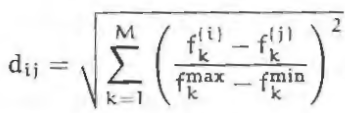 $d_{ij} = \sqrt{\sum_{k=1}^{M} \left( \frac{f_k^{(i)} - f_k^{(j)}}{f_k^{\max} - f_k^{\min}} \right)^2}$